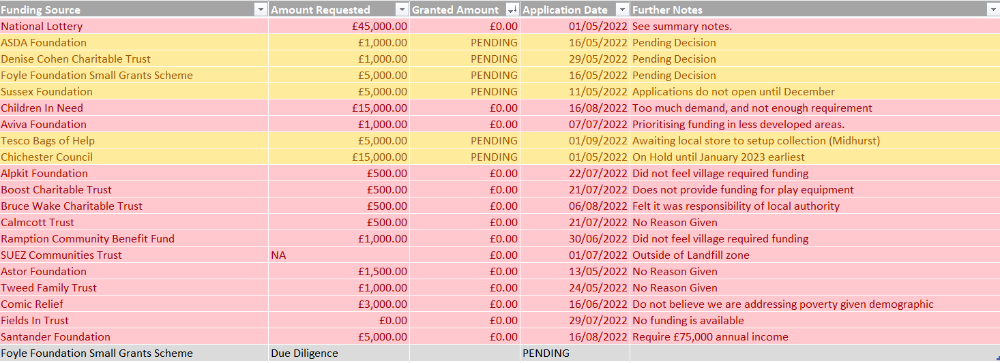 Funding Source Amount Requested Granted Amount Application Date Further Notes
National Lottery £45,000.00 £0.00 01/05/2022 See summary notes.
ASDA Foundation £1,000.00 PENDING 16/05/2022 Pending Decision
Denise Cohen Charitable Trust £1,000.00 PENDING 29/05/2022 Pending Decision
Foyle Foundation Small Grants Scheme £5,000.00 PENDING 16/05/2022 Pending Decision
Sussex Foundation £5,000.00 PENDING 11/05/2022 Applications do not open until December
Children In Need £15,000.00 £0.00 16/08/2022 Too much demand, and not enough requirement
Aviva Foundation £1,000.00 £0.00 07/07/2022 Prioritising funding in less developed areas.
Tesco Bags of Help £5,000.00 PENDING 01/09/2022 Awaiting local store to setup collection (Midhurst)
Chichester Council £15,000.00 PENDING 01/05/2022 On Hold until January 2023 earliest
Alpkit Foundation £500.00 £0.00 22/07/2022 Did not feel village required funding
Boost Charitable Trust £500.00 £0.00 21/07/2022 Does not provide funding for play equipment
Bruce Wake Charitable Trust £500.00 £0.00 06/08/2022 Felt it was responsibility of local authority
Calmcott Trust £500.00 £0.00 21/07/2022 No Reason Given
Ramption Community Benefit Fund £1,000.00 £0.00 30/06/2022 Did not feel village required funding
SUEZ Communities Trust NA £0.00 01/07/2022 Outside of Landfill zone
Astor Foundation £1,500.00 £0.00 13/05/2022 No Reason Given
Tweed Family Trust £1,000.00 £0.00 24/05/2022 No Reason Given
Comic Relief £3,000.00 £0.00 16/06/2022 Do not believe we are addressing poverty given demographic
Fields In Trust £0.00 £0.00 29/07/2022 No funding is available
Santander Foundation £5,000.00 £0.00 16/08/2022 Require £75,000 annual income
Foyle Foundation Small Grants Scheme Due Diligence PENDING